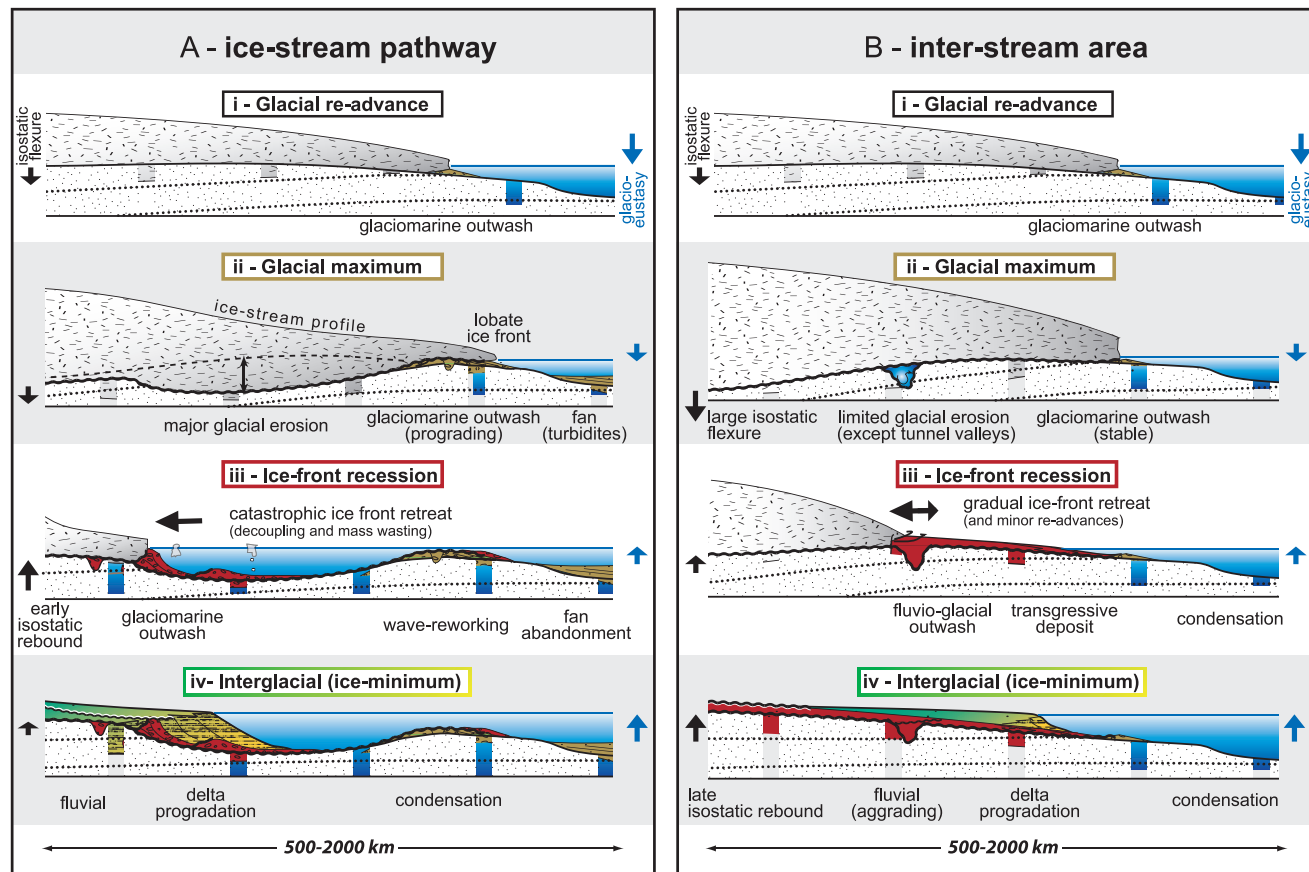 A - ice-stream pathway
i - Glacial re-advance
isostatic
flexure
glacio-
eustasy
glaciomarine outwash
ii - Glacial maximum
ice-stream profile
lobate
ice front
major glacial erosion
glaciomarine outwash
(prograding)
fan
(turbidites)
iii - Ice-front recession
catastrophic ice front retreat
(decoupling and mass wasting)
early
isostatic
rebound
glaciomarine
outwash
wave-reworking
fan
abandonment
iv- Interglacial (ice-minimum)
fluvial
delta
progradation
condensation
500-2000 km
B - inter-stream area
i - Glacial re-advance
isostatic
flexure
glacio-
eustasy
glaciomarine outwash
ii - Glacial maximum
large isostatic
flexure
limited glacial erosion
(except tunnel valleys)
glaciomarine outwash
(stable)
iii - Ice-front recession
gradual ice-front retreat
(and minor re-advances)
fluvio-glacial
outwash
transgressive
deposit
condensation
iv - Interglacial (ice-minimum)
late
isostatic rebound
fluvial
(aggrading)
delta
progradation
condensation
500-2000 km